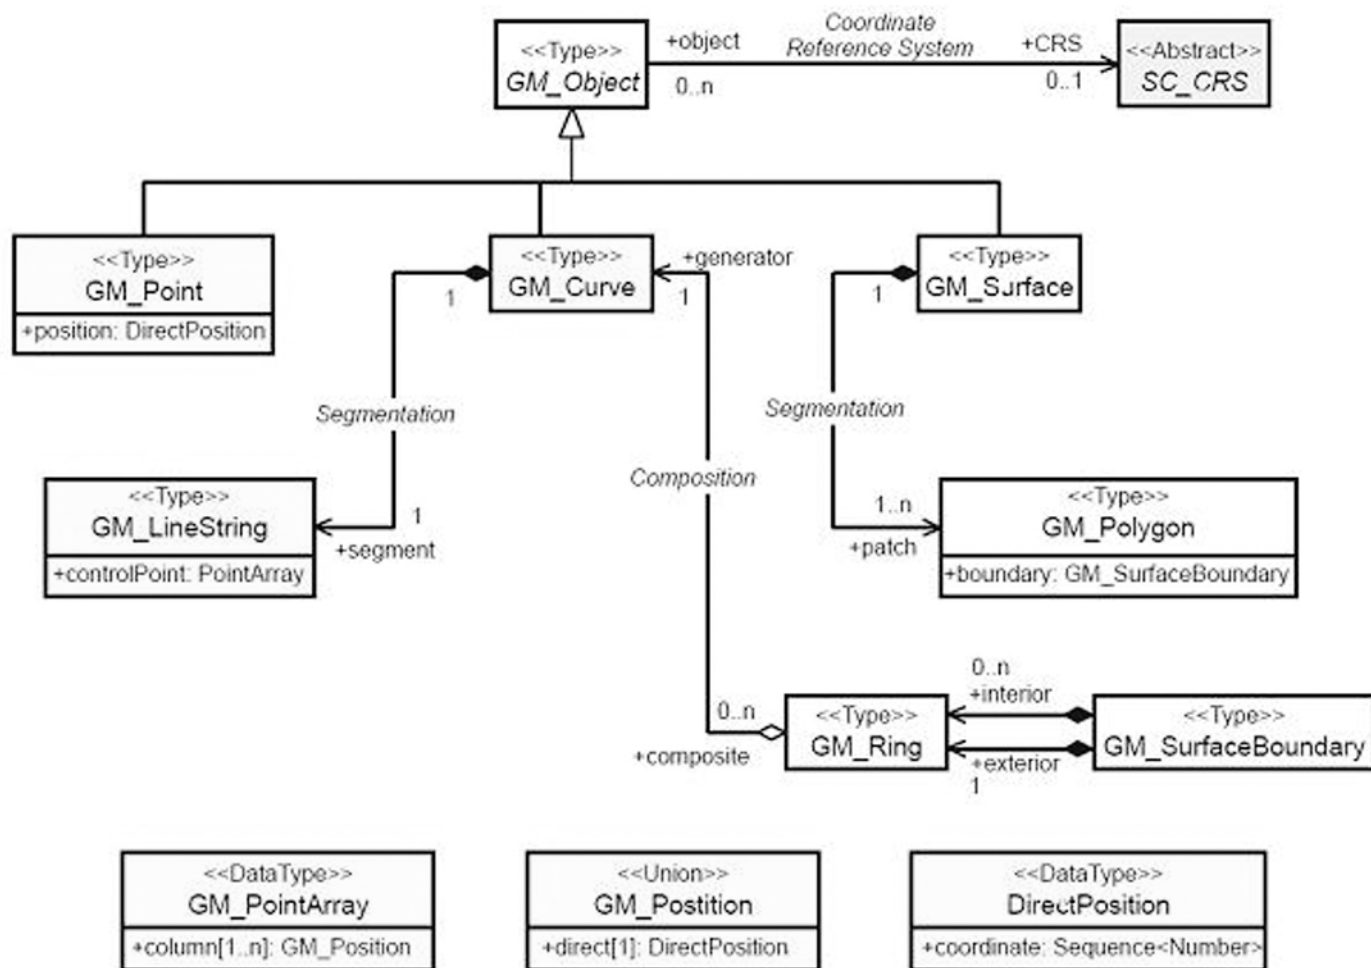 <<Type>>
GM_Object
+object
0..n
Coordinate
Reference System
+CRS
0..1
<<Abstract>>
SC_CRS
<<Type>>
GM_Point
+position: DirectPosition
<<Type>>
GM_Curve
1
+generator
1
<<Type>>
GM_Surface
1
Segmentation
Segmentation
Composition
<<Type>>
GM_LineString
+controlPoint: PointArray
1
+segment
1..n
+patch
<<Type>>
GM_Polygon
+boundary: GM_SurfaceBoundary
0..n
+composite
<<Type>>
GM_Ring
0..n
+interior
+exterior
1
<<Type>>
GM_SurfaceBoundary
<<DataType>>
GM_PointArray
+column[1..n]: GM_Position
<<Union>>
GM_Postition
+direct[1]: DirectPosition
<<DataType>>
DirectPosition
+coordinate: Sequence<Number>